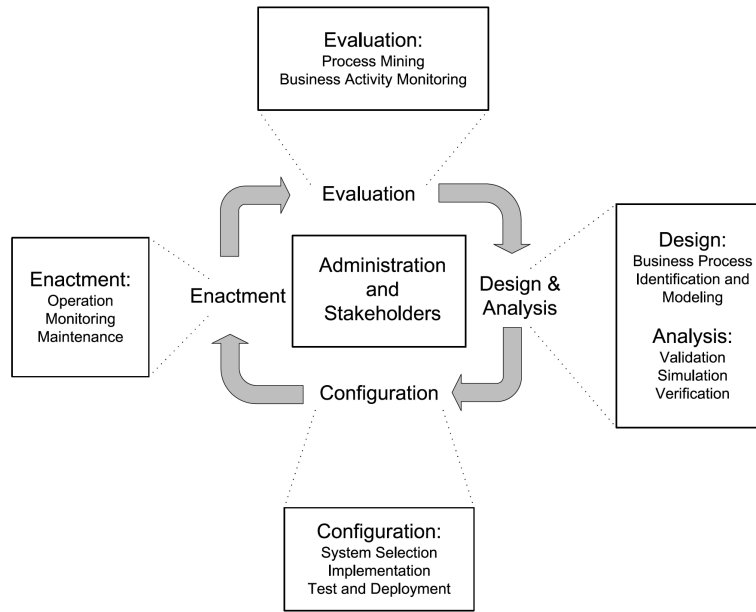 Evaluation:
Process Mining
Business Activity Monitoring
Evaluation
Enactment:
Operation
Monitoring
Maintenance
Enactment
Administration
and
Stakeholders
Design &
Analysis
Design:
Business Process
Identification and
Modeling
Analysis:
Validation
Simulation
Verification
Configuration
Configuration:
System Selection
Implementation
Test and Deployment